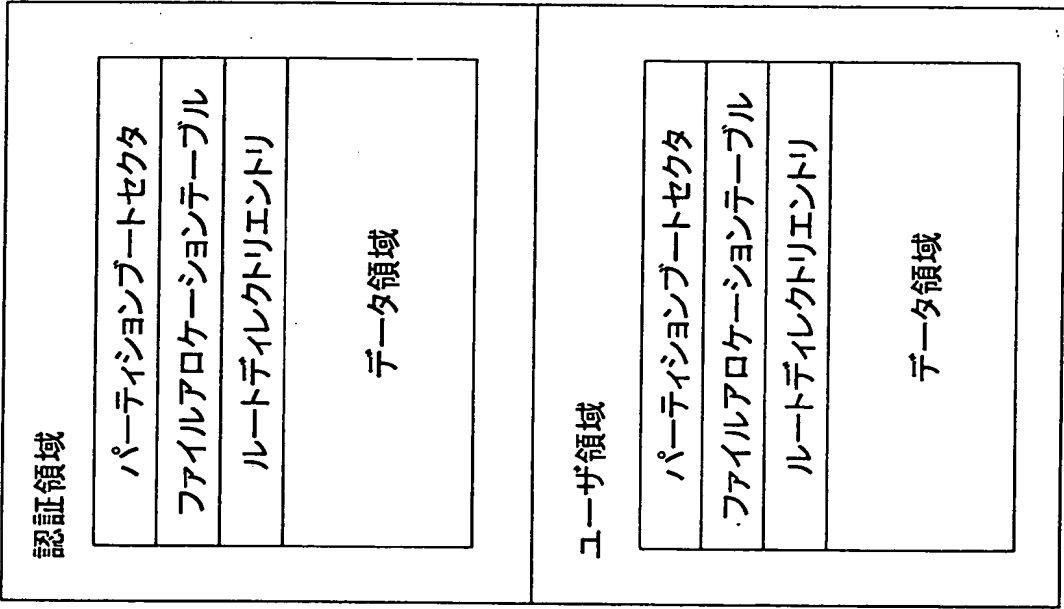 認証領域
パーティションブートセクタ
ファイルアロケーションテーブル
ルートディレクトリエントリ
データ領域
ユーザ領域
パーティションブートセクタ
ファイルアロケーションテーブル
ルートディレクトリエントリ
データ領域